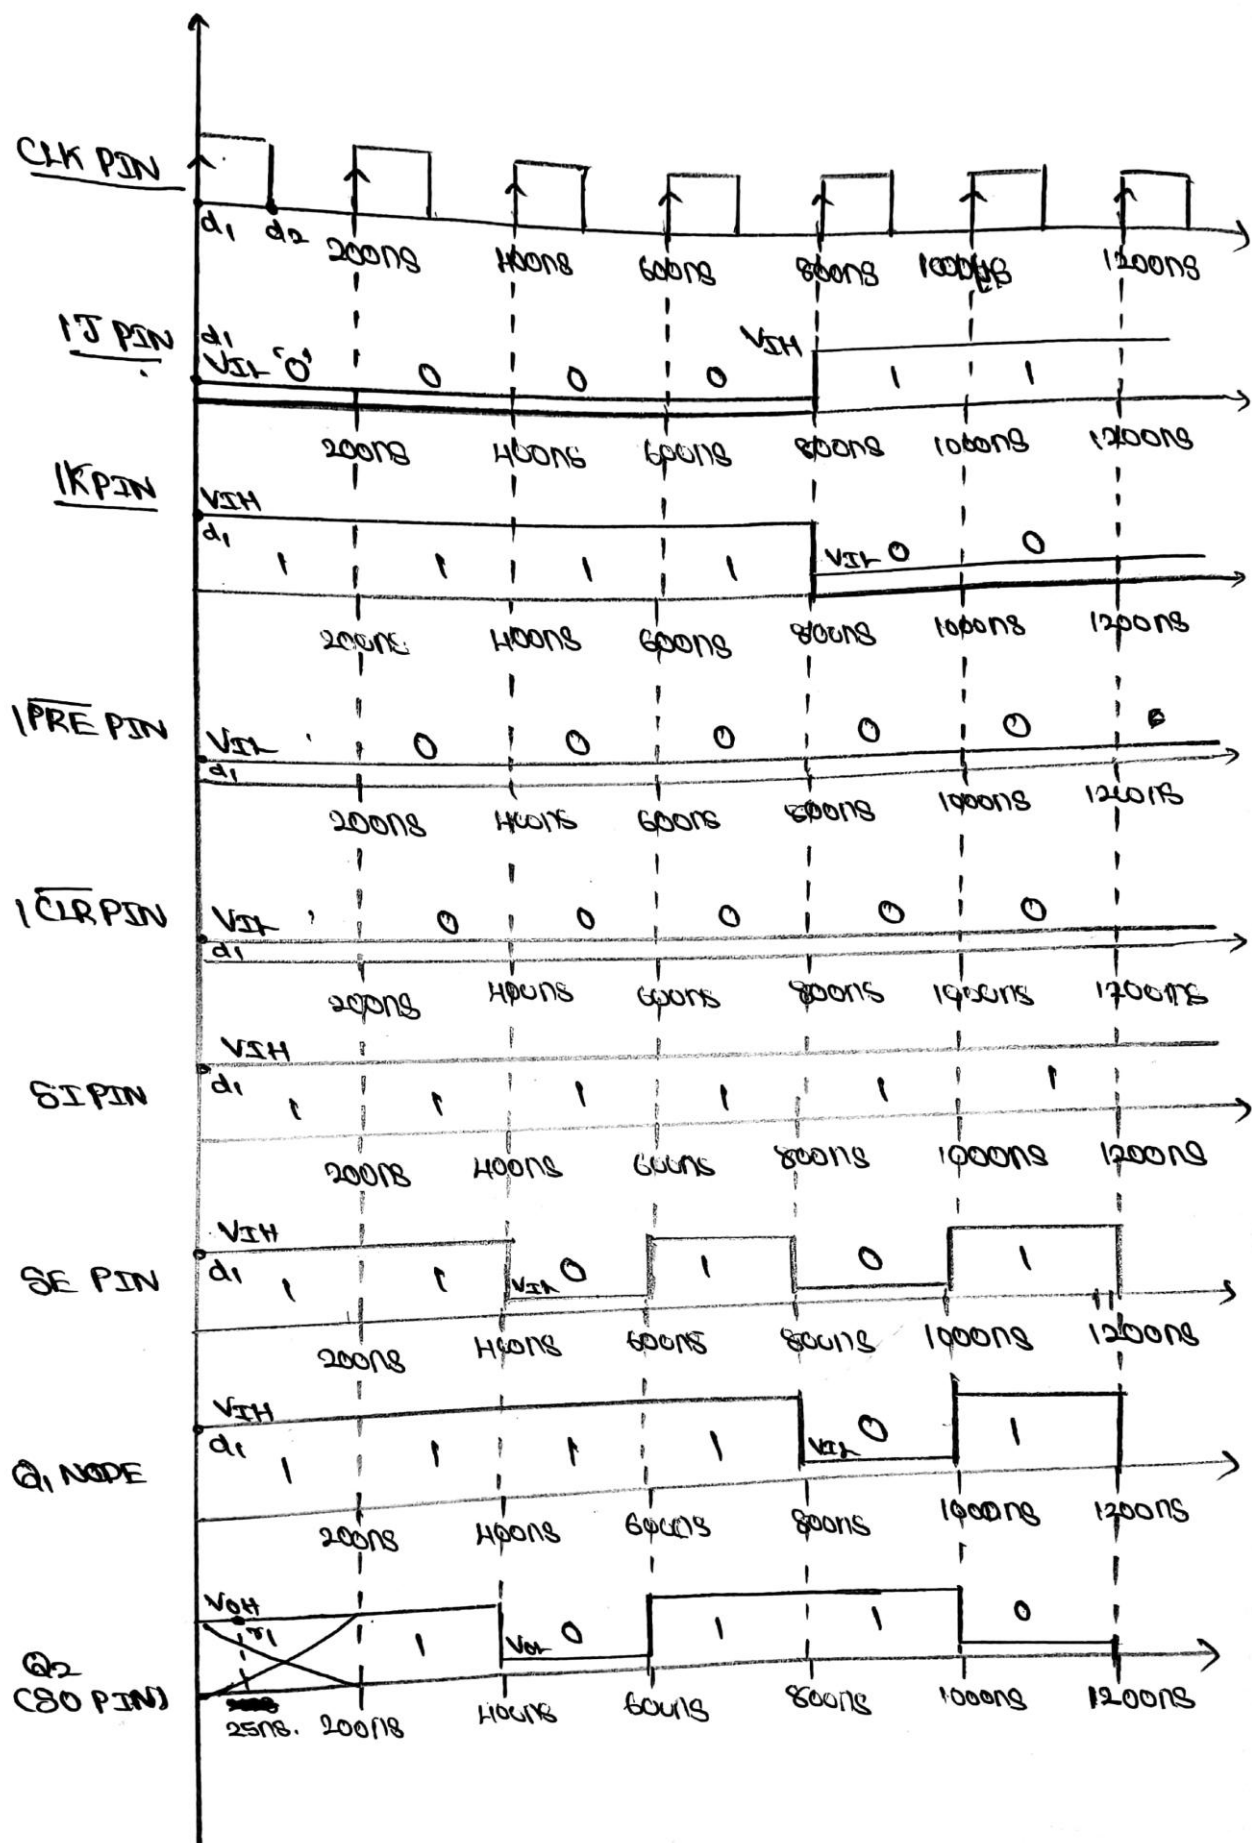 CLK PIN
d1 d2 200ns 400ns 600ns 800ns 1200ns
1J PIN d1 VIH
VIL "0" 0 0 0 1 1
200ns 400ns 600ns 800ns 1000ns 1200ns
1K PIN VIH
d1
1 1 1 1 VIL 0 0
200ns 400ns 600ns 800ns 1000ns 1200ns
1P̅R̅E̅ PIN VIL 0 0 0 0 0
d1
200ns 400ns 600ns 800ns 1000ns 1200ns
1C̅L̅R̅ PIN VIL 0 0 0 0 0
d1
200ns 400ns 600ns 800ns 1000ns 1200ns
VIH
SI PIN d1 1 1 1 1 1 1
200ns 400ns 600ns 800ns 1000ns 1200ns
VIH
SE PIN d1 1 1 VIL 0 1 0 1
200ns 400ns 600ns 800ns 1000ns 1200ns
VIH
Q1 NODE d1 1 1 1 1 VIL 0 1
200ns 400ns 600ns 800ns 1000ns 1200ns
VOH
r1 1 VOL 0 1 1 0
Q2
(SO PIN)
25ns. 200ns 400ns 600ns 800ns 1000ns 1200ns